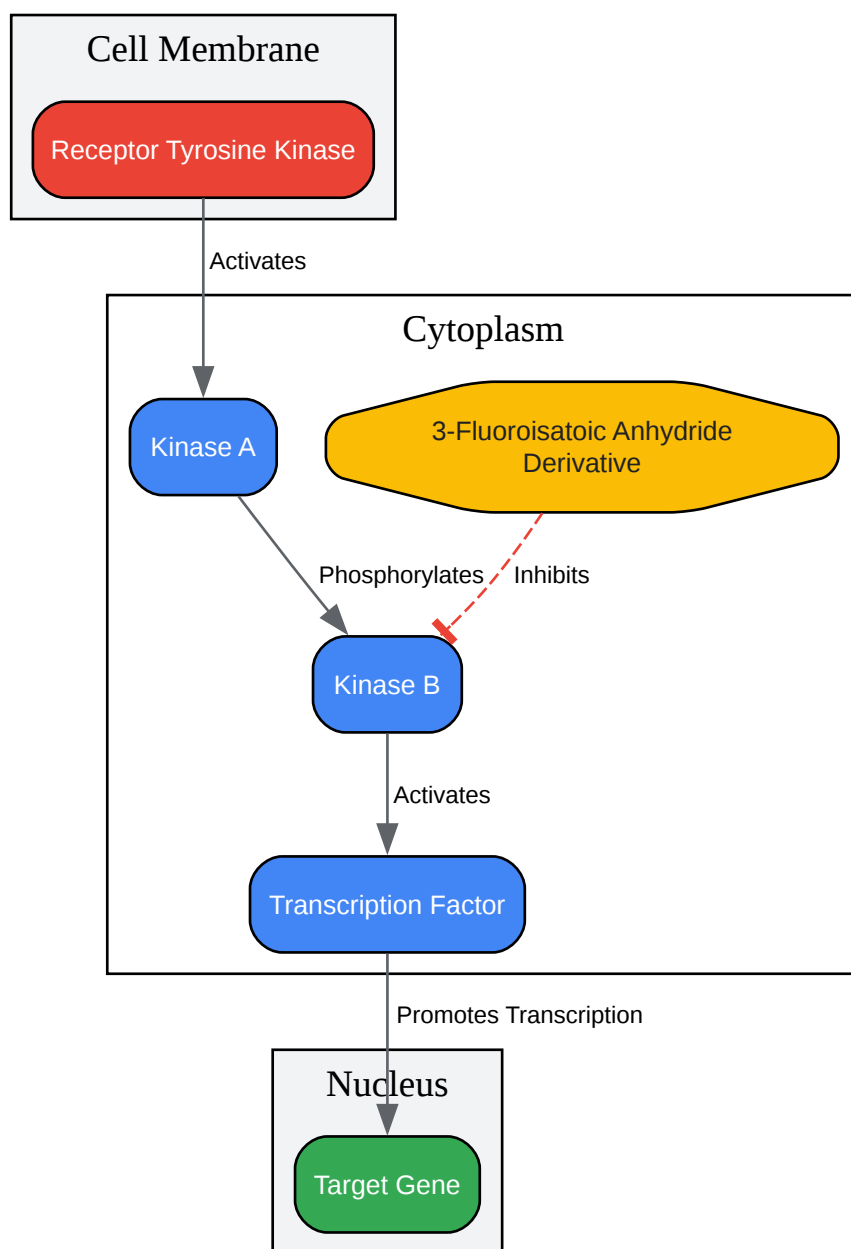 Cell Membrane
Receptor Tyrosine Kinase
Activates
Cytoplasm
Kinase A
3-Fluoroisatoic Anhydride
Derivative
Phosphorylates
Inhibits
Kinase B
Activates
Transcription Factor
Promotes Transcription
Nucleus
Target Gene